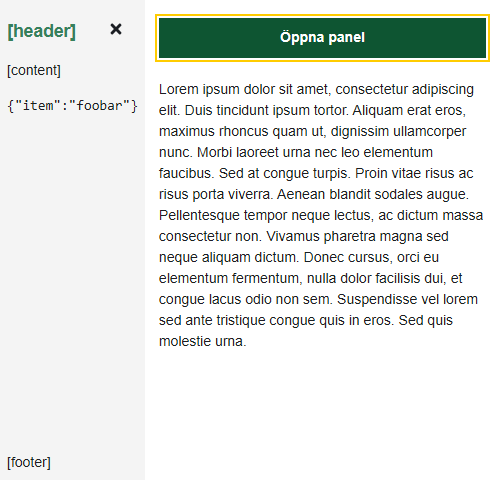 [header]
[content]
{"item":"foobar"}
[footer]
Öppna panel
Lorem ipsum dolor sit amet, consectetur adipiscing
elit. Duis tincidunt ipsum tortor. Aliquam erat eros,
maximus rhoncus quam ut, dignissim ullamcorper
nunc. Morbi laoreet urna nec leo elementum
faucibus. Sed at congue turpis. Proin vitae risus ac
risus porta viverra. Aenean blandit sodales augue.
Pellentesque tempor neque lectus, ac dictum massa
consectetur non. Vivamus pharetra magna sed
neque aliquam dictum. Donec cursus, orci eu
elementum fermentum, nulla dolor facilisis dui, et
congue lacus odio non sem. Suspendisse vel lorem
sed ante tristique congue quis in eros. Sed quis
molestie urna.